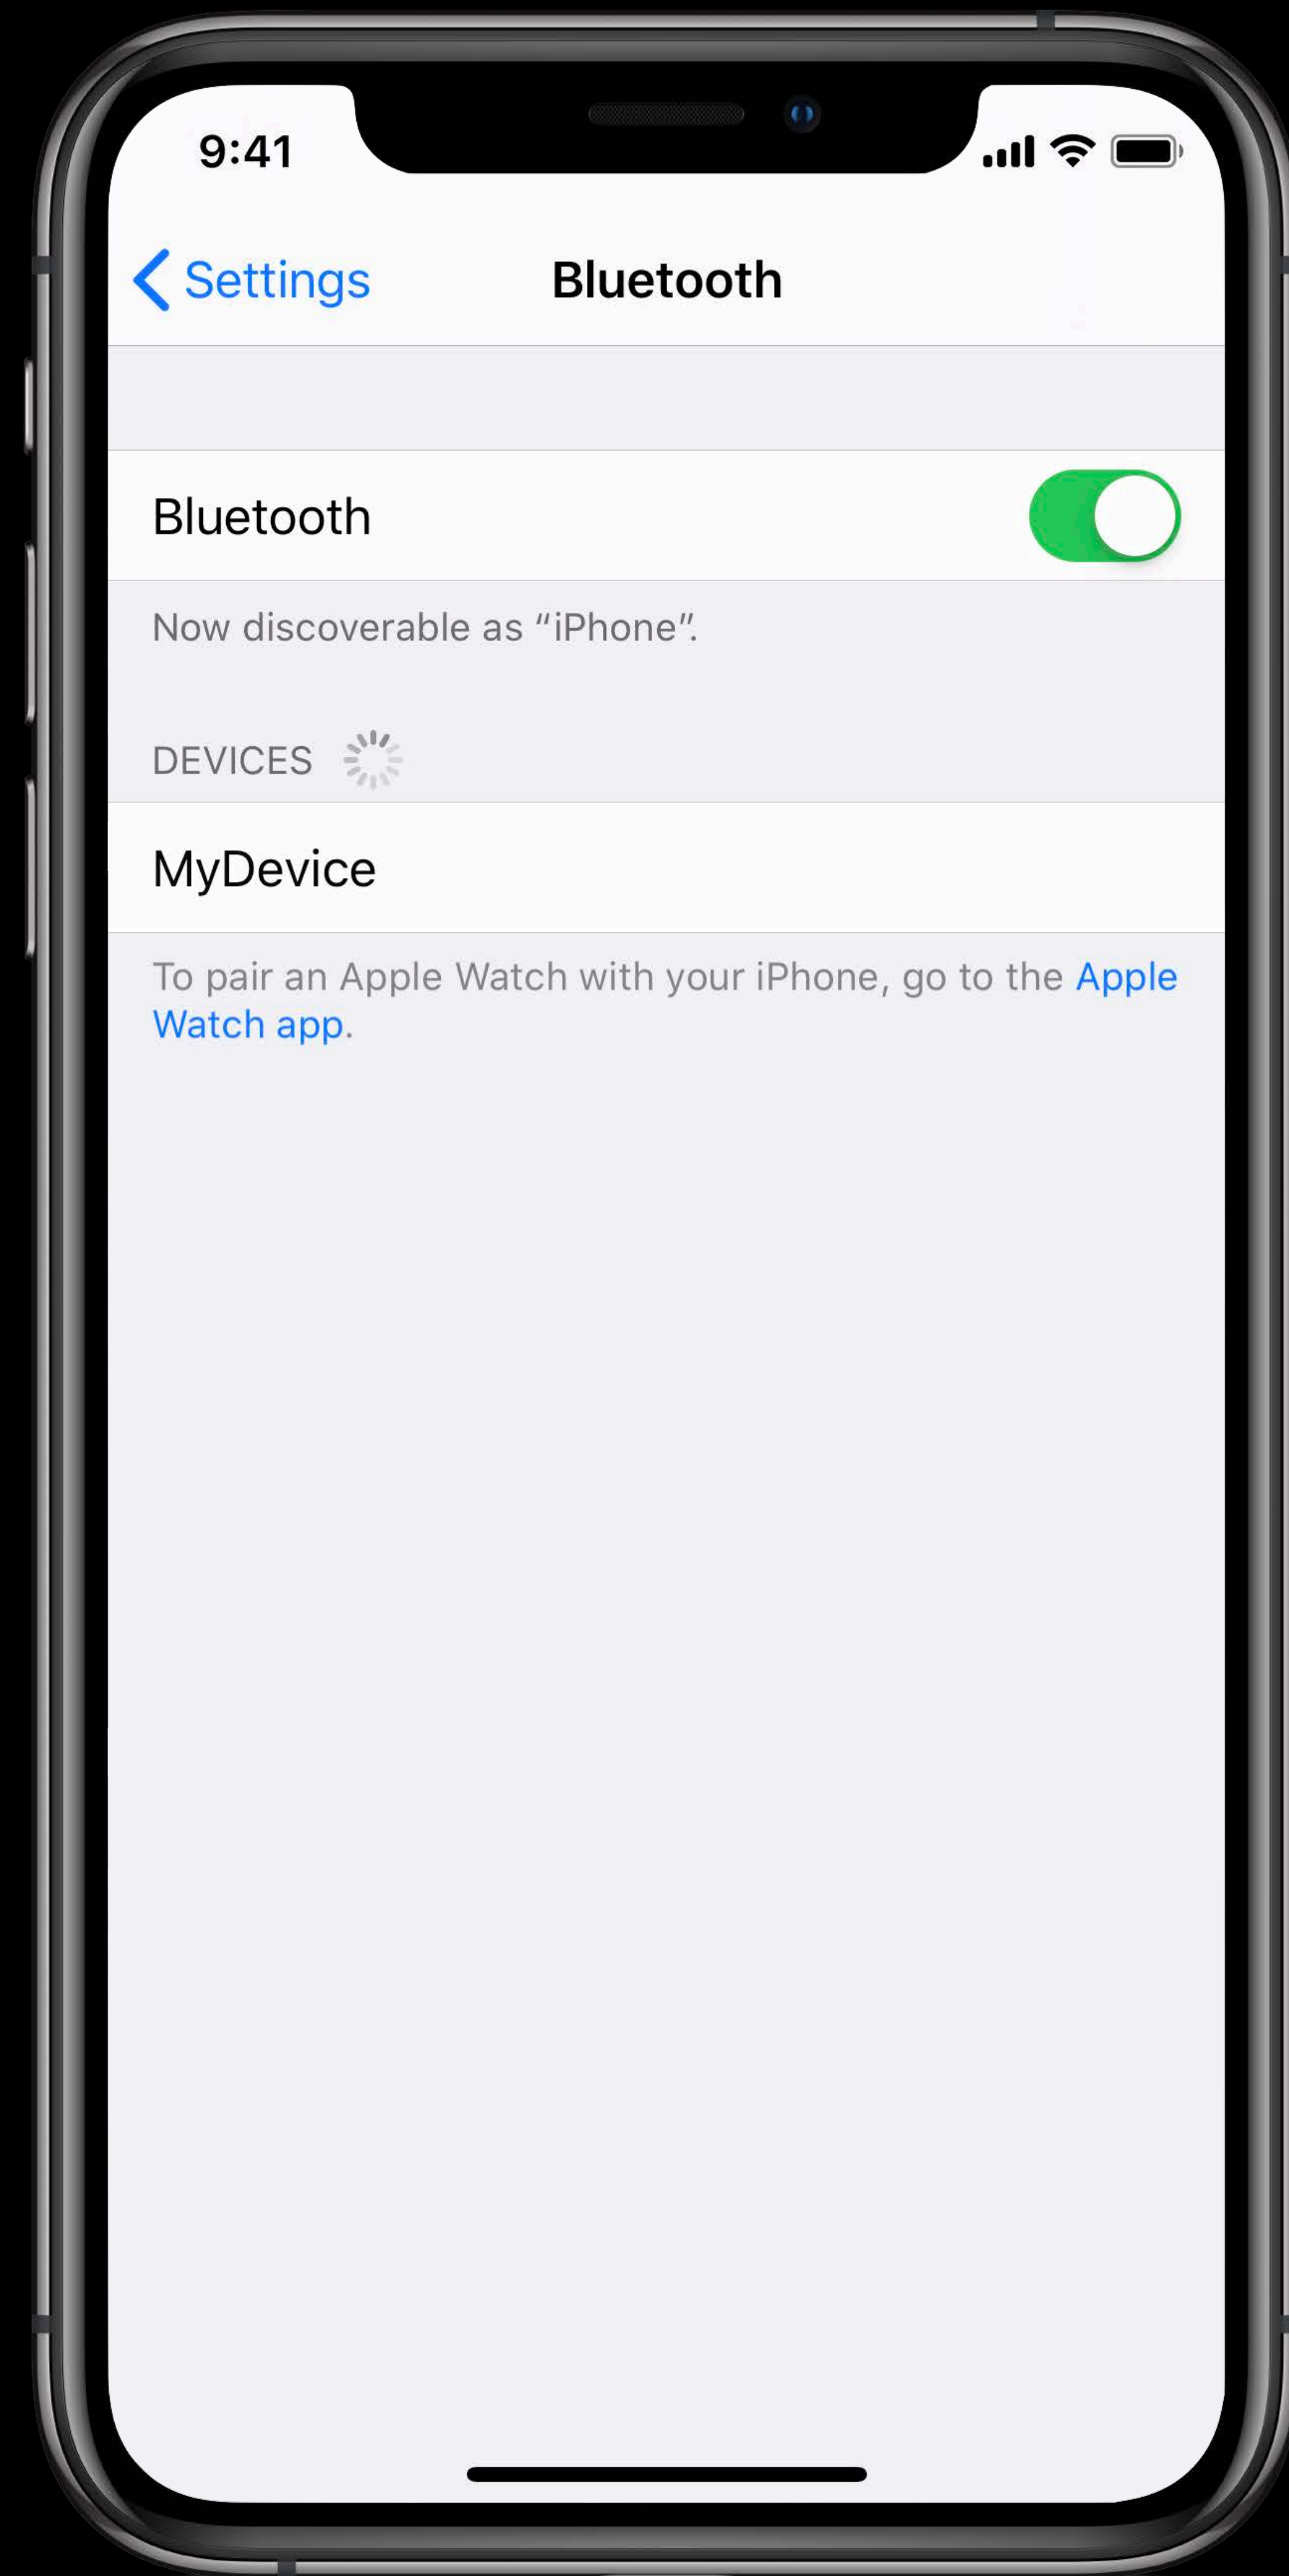 9:41
Settings Bluetooth
Bluetooth
Now discoverable as “iPhone”.
DEVICES
MyDevice
To pair an Apple Watch with your iPhone, go to the Apple
Watch app.